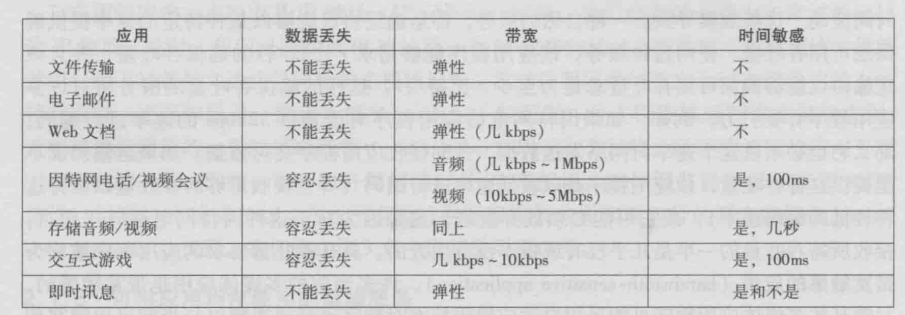 应用 数据丢失 带宽 时间敏感
文件传输 不能丢失 弹性 不
电子邮件 不能丢失 弹性 不
Web 文档 不能丢失 弹性（几 kbps） 不
因特网电话/视频会议 容忍丢失 音频（几 kbps ~1Mbps） 是，100ms
视频（10kbps ~5Mbps）
存储音频/视频 容忍丢失 同上 是，几秒
交互式游戏 容忍丢失 几 kbps ~ 10kbps 是，100ms
即时讯息 不能丢失 弹性 是和不是